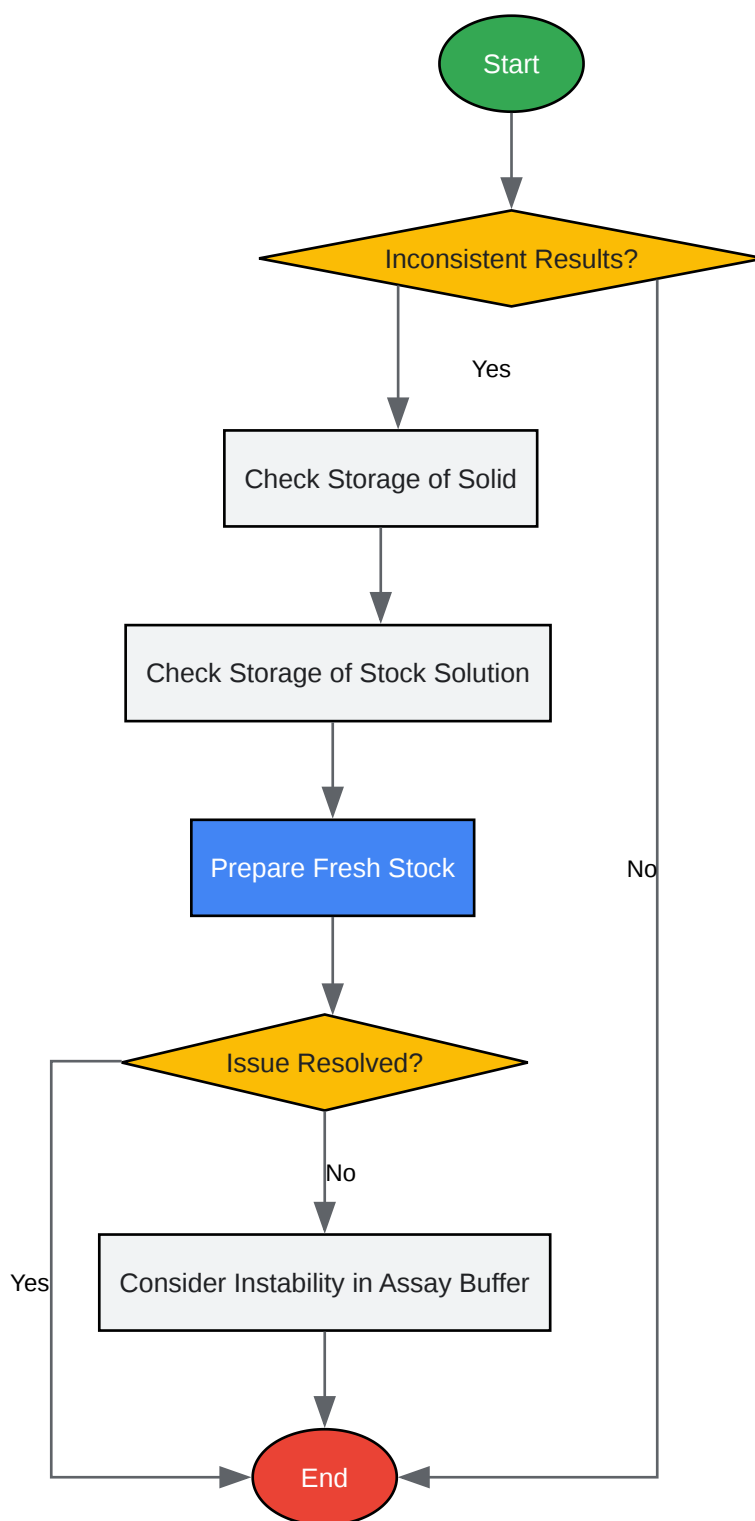 Start
Inconsistent Results?
Yes
Check Storage of Solid
Check Storage of Stock Solution
Prepare Fresh Stock
No
Issue Resolved?
No
Consider Instability in Assay Buffer
Yes
End